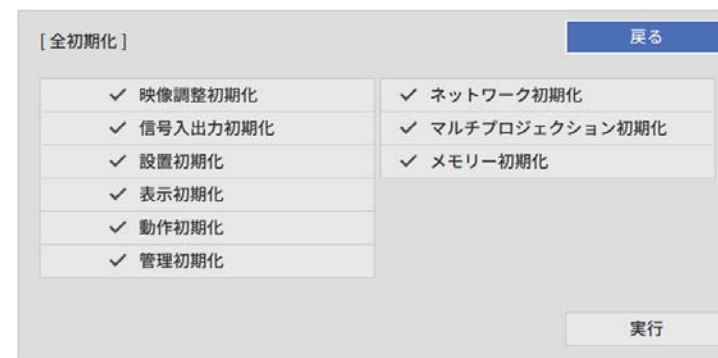 [全初期化]
戻る
✓ 映像調整初期化
✓ 信号入出力初期化
✓ 設置初期化
✓ 表示初期化
✓ 動作初期化
✓ 管理初期化
✓ ネットワーク初期化
✓ マルチプロジェクション初期化
✓ メモリー初期化
実行